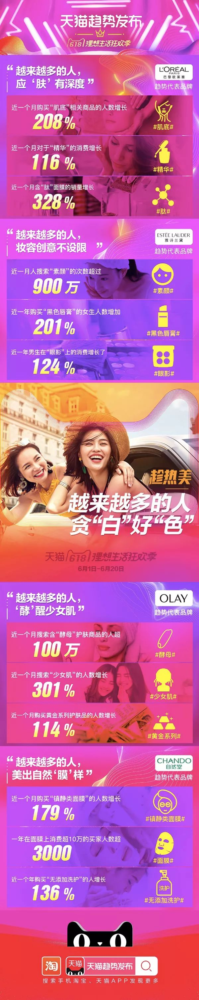 天猫趋势发布
618 理想生活狂欢季
“ 越来越多的人，
应‘肤’有深度 ”
L'ORÉAL
PARIS
巴黎欧莱雅
趋势代表品牌
近一个月购买“肌底”相关商品的人数增长
208 %
#肌底#
近一个月对于“精华”的消费增长
116 %
#精华#
近一个月含“肽”面膜的销量增长
328 %
#肽#
“ 越来越多的人，
妆容创意不设限 ”
ESTĒE LAUDER
雅诗兰黛
趋势代表品牌
近一月人搜索“素颜”的次数超过
900 万
#素颜#
近一年购买“黑色唇膏”的女生人数增加
201 %
#黑色唇膏#
近一年男生在“眼影”上的消费增长了
124 %
#眼影#
趁热美
越来越多的人
贪“白”好“色”
天猫 618 理想生活狂欢季
6月1日-6月20日
“ 越来越多的人，
‘酵’醒少女肌 ”
OLAY
趋势代表品牌
近一个月搜索含“酵母”护肤商品的人超
100 万
#酵母#
近一个月搜索“少女肌”的人数增长
301 %
#少女肌#
近一个月购买黄金系列护肤品的人数增长
114 %
#黄金系列#
“ 越来越多的人，
美出自然‘膜’样 ”
CHANDO
自然堂
趋势代表品牌
近一个月购买“镇静类面膜”的人数增长
179 %
#镇静类面膜#
一年在面膜上消费超10万的买家人数超
3000
#面膜#
近一个年购买“无添加洗护”的人增长
136 %
洗护
#无添加洗护#
淘 天猫 天猫趋势发布
搜索手机淘宝、天猫APP发现更多